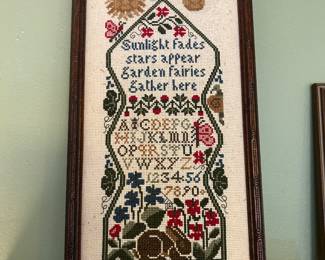 Sunlight fades
stars appear
garden fairies
gather here
ABCDEFG
HIJKLMN
OPQRSTU
VWXYZ
123456
7890